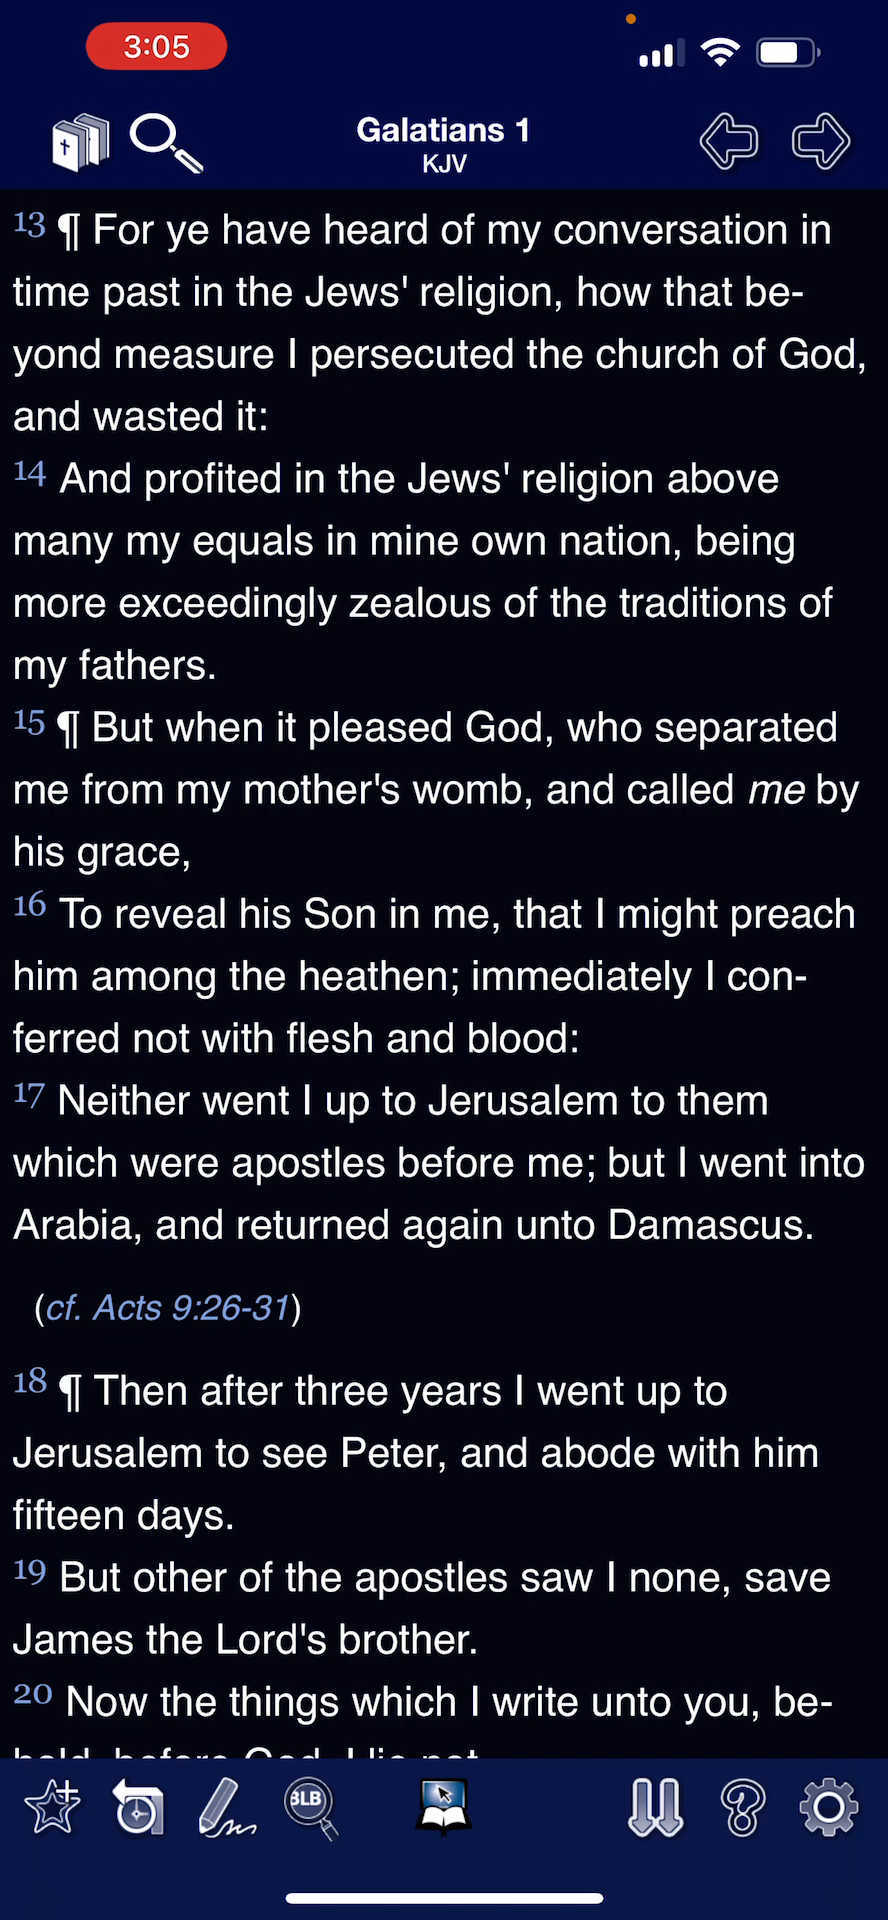 3:05
Galatians 1
KJV
13 ¶ For ye have heard of my conversation in
time past in the Jews' religion, how that be-
yond measure I persecuted the church of God,
and wasted it:
14 And profited in the Jews' religion above
many my equals in mine own nation, being
more exceedingly zealous of the traditions of
my fathers.
15 ¶ But when it pleased God, who separated
me from my mother's womb, and called me by
his grace,
16 To reveal his Son in me, that I might preach
him among the heathen; immediately I con-
ferred not with flesh and blood:
17 Neither went I up to Jerusalem to them
which were apostles before me; but I went into
Arabia, and returned again unto Damascus.
(cf. Acts 9:26-31)
18 ¶ Then after three years I went up to
Jerusalem to see Peter, and abode with him
fifteen days.
19 But other of the apostles saw I none, save
James the Lord's brother.
20 Now the things which I write unto you, be-
hold, before God, I lie not.
BLB